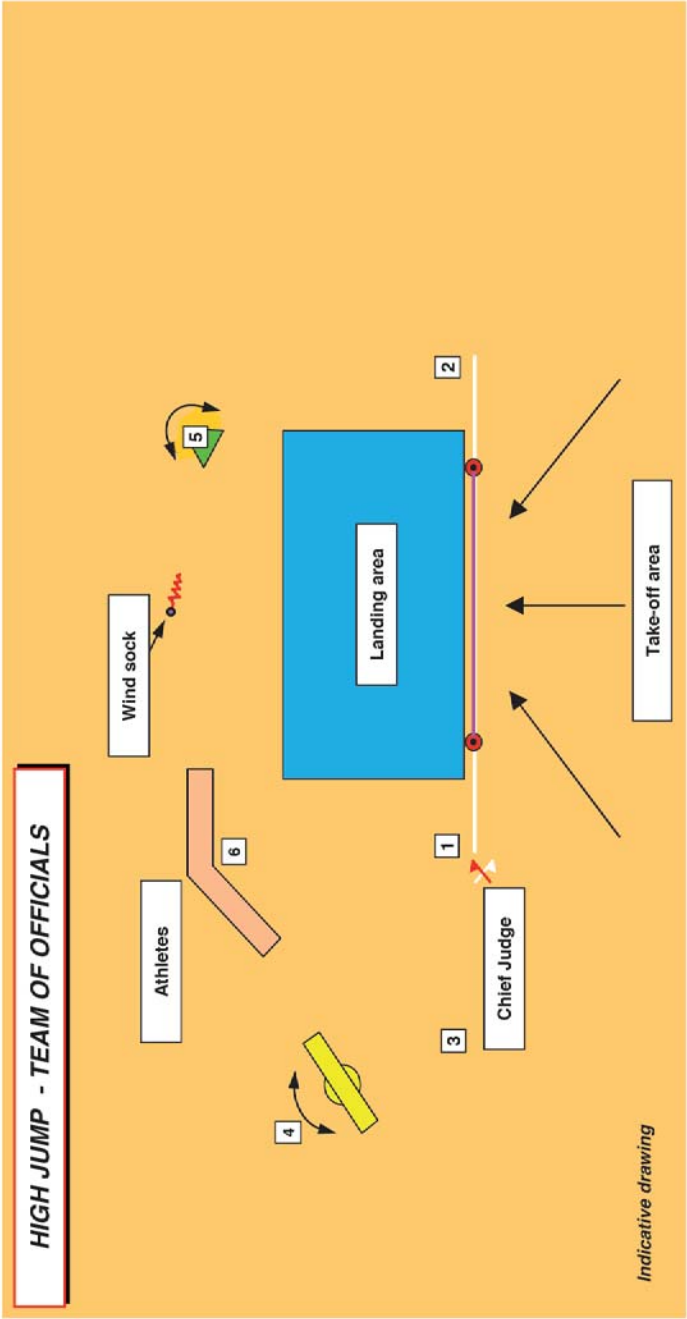 HIGH JUMP - TEAM OF OFFICIALS
Wind sock
Athletes
5
6
4
Landing area
3
1
2
Chief Judge
Take-off area
Indicative drawing